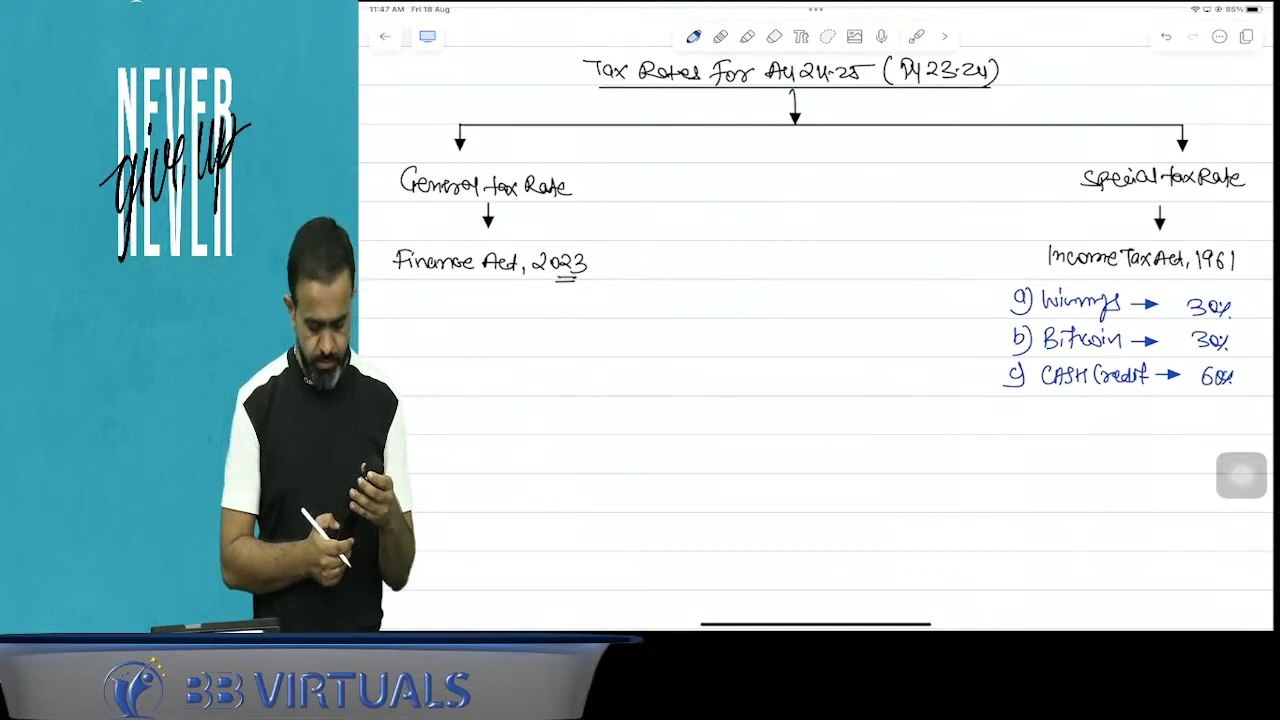 11:47 AM Fri 18 Aug
85%
Tax Rates for AY 24-25 (PY 23-24)
General tax Rate
Special tax Rate
Finance Act, 2023
Income Tax Act, 1961
a) Winnings → 30%
b) Bitcoin → 30%
c) CASH Credit → 60%
NEVER
give up
NEVER
Tt
BB VIRTUALS